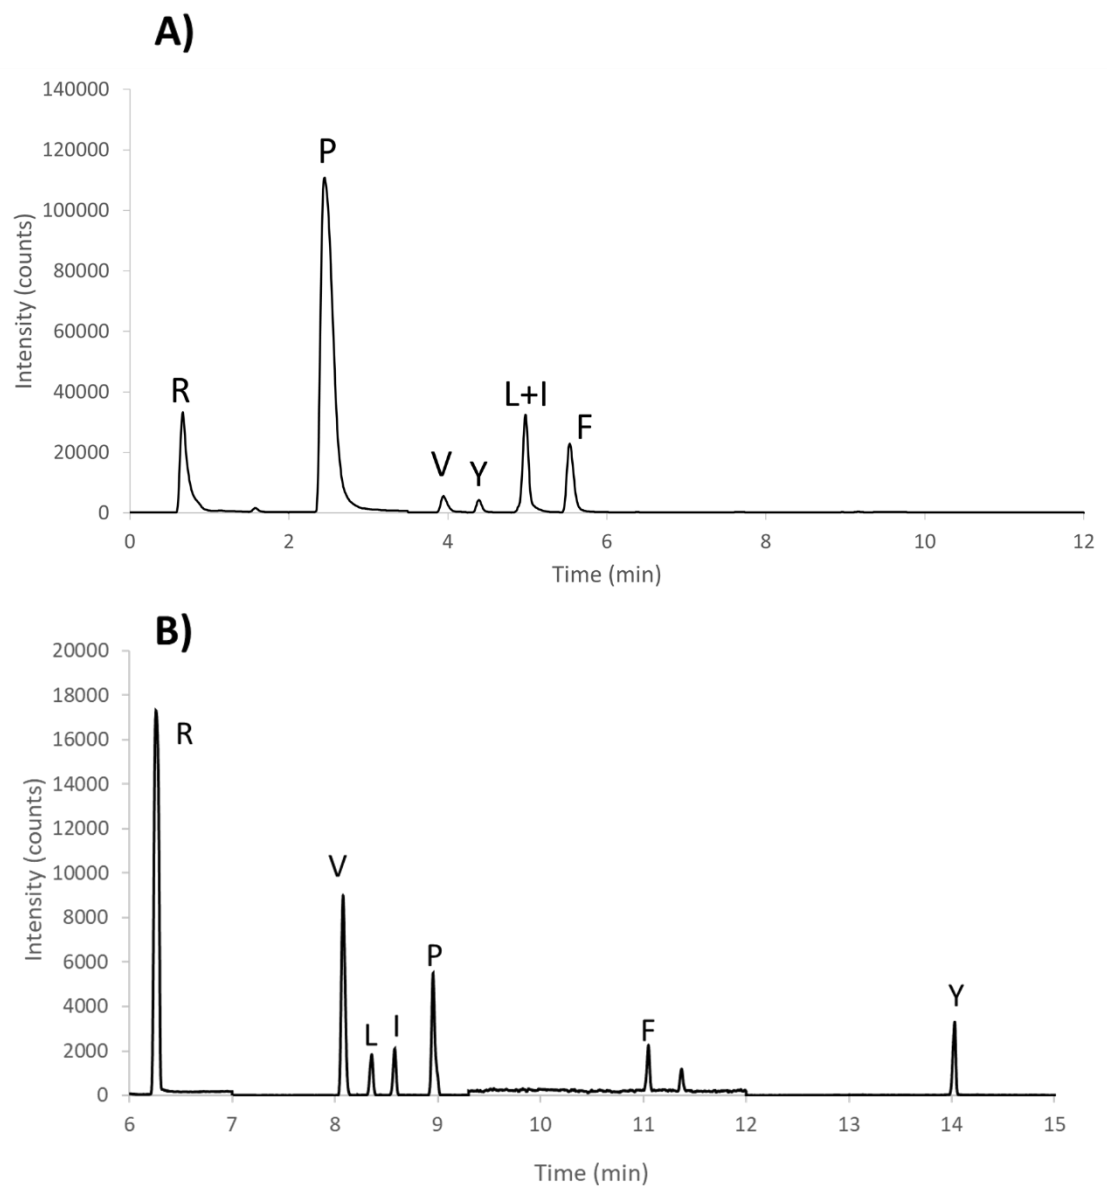 A)
140000
120000
100000
80000
60000
40000
20000
0
Intensity (counts)
R
P
V
Y
L+I
F
0 2 4 6 8 10 12
Time (min)
B)
20000
18000
16000
14000
12000
10000
8000
6000
4000
2000
0
Intensity (counts)
R
V
L
I
P
F
Y
6 7 8 9 10 11 12 13 14 15
Time (min)